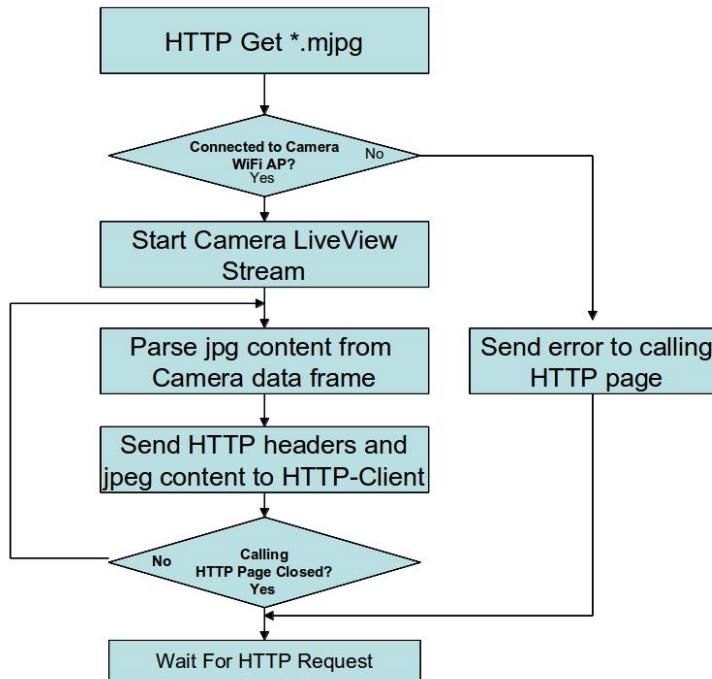 HTTP Get *.mjpg
Connected to Camera
WiFi AP?
No
Yes
Start Camera LiveView
Stream
Parse jpg content from
Camera data frame
Send error to calling
HTTP page
Send HTTP headers and
jpeg content to HTTP-Client
No
Calling
HTTP Page Closed?
Yes
Wait For HTTP Request